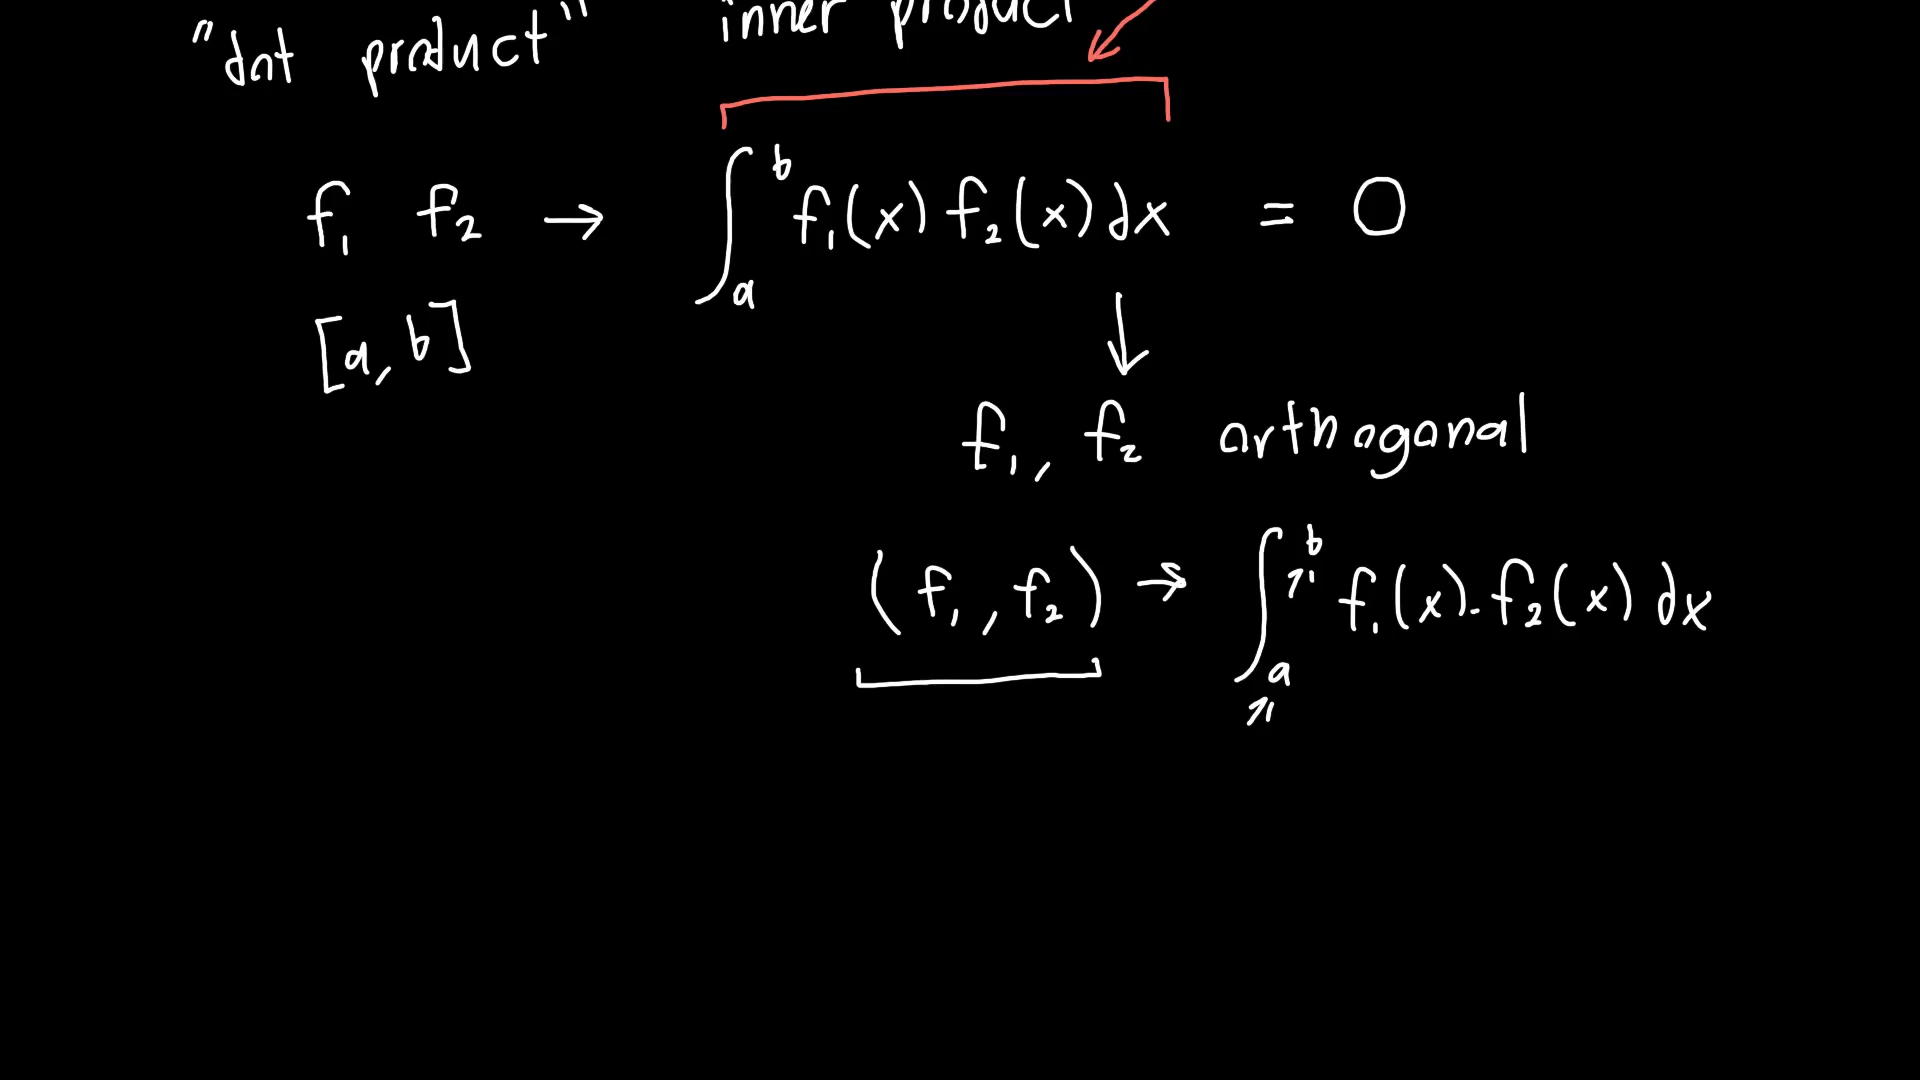 "dot product" inner product
f₁ f₂ → ∫ₐᵇ f₁(x) f₂(x) dx = 0
[a, b] ↓
f₁, f₂ orthogonal
(f₁, f₂) → ∫ₐᵇ f₁(x) · f₂(x) dx